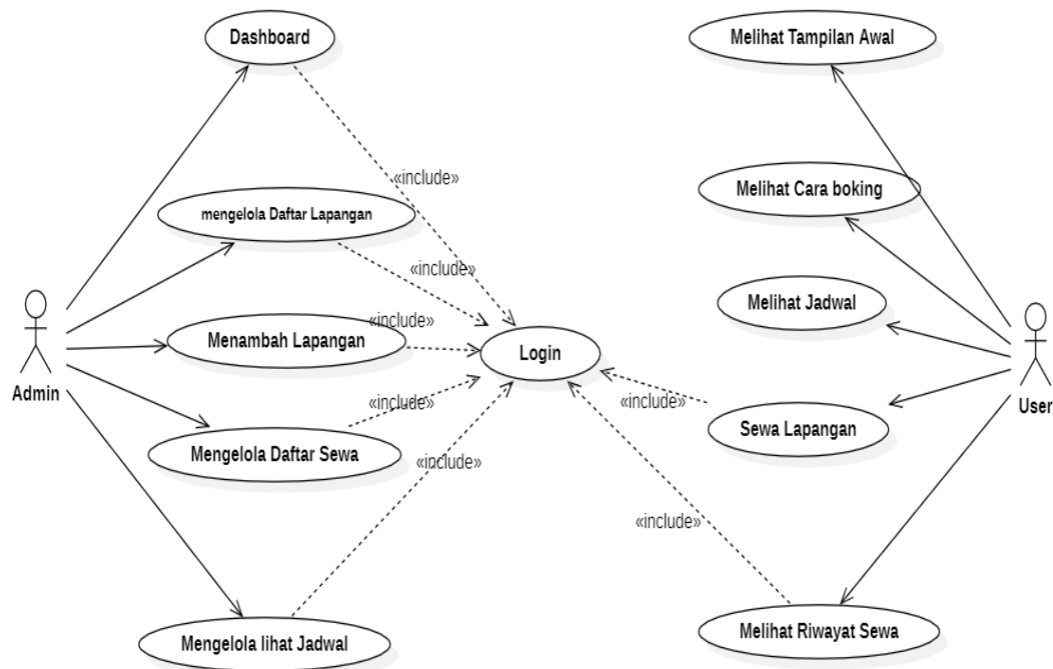 Dashboard
Melihat Tampilan Awal
«include»
Melihat Cara boking
mengelola Daftar Lapangan
«include»
Melihat Jadwal
«include»
Menambah Lapangan
Login
Admin
User
«include»
«include»
Sewa Lapangan
Mengelola Daftar Sewa
«include»
«include»
Melihat Riwayat Sewa
Mengelola lihat Jadwal